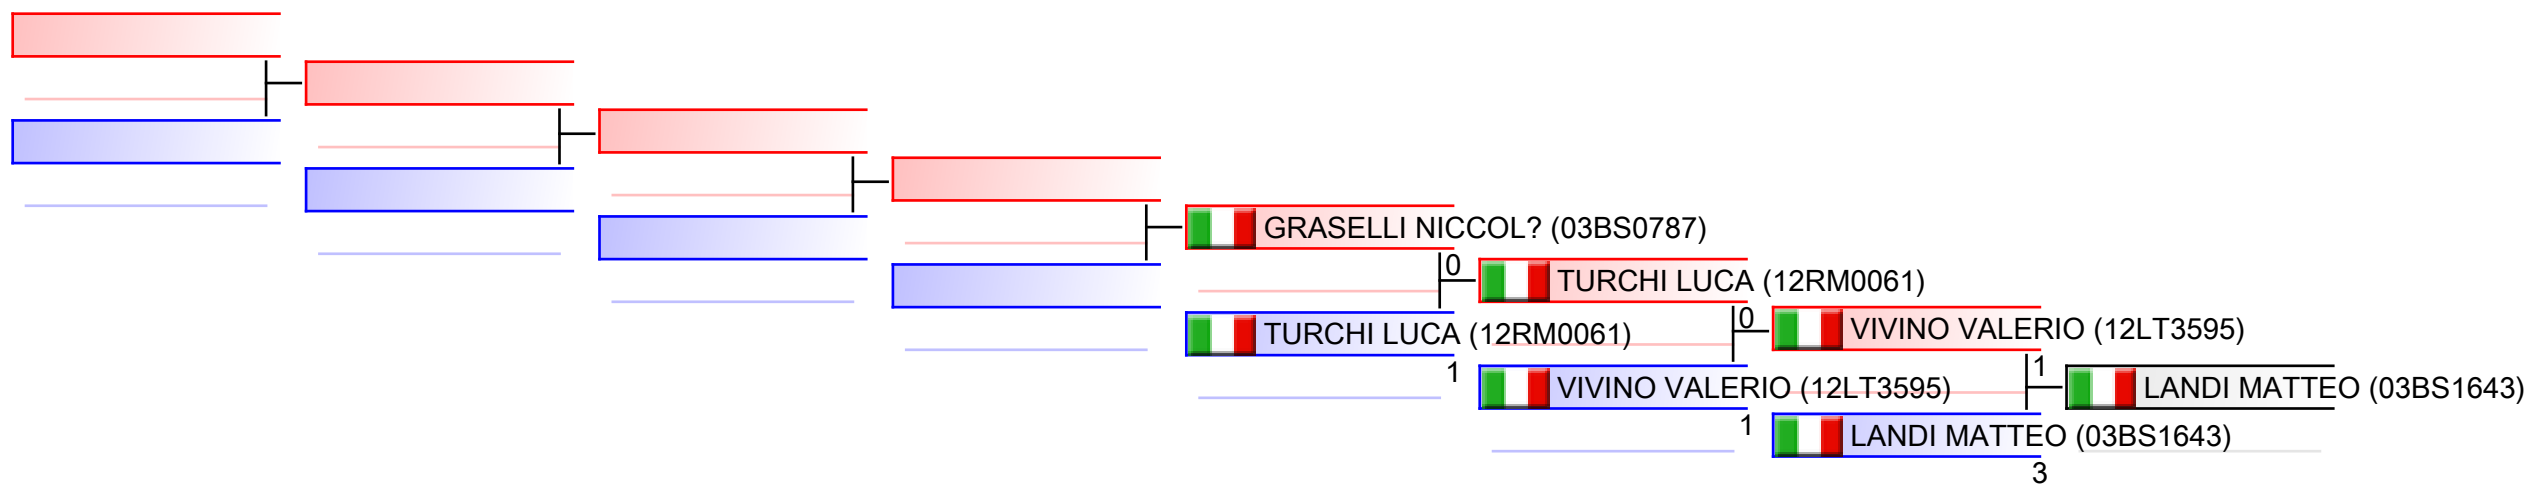 GRASELLI NICCOL? (03BS0787)
0
TURCHI LUCA (12RM0061)
TURCHI LUCA (12RM0061)
1
0
VIVINO VALERIO (12LT3595)
VIVINO VALERIO (12LT3595)
1
1
LANDI MATTEO (03BS1643)
LANDI MATTEO (03BS1643)
3